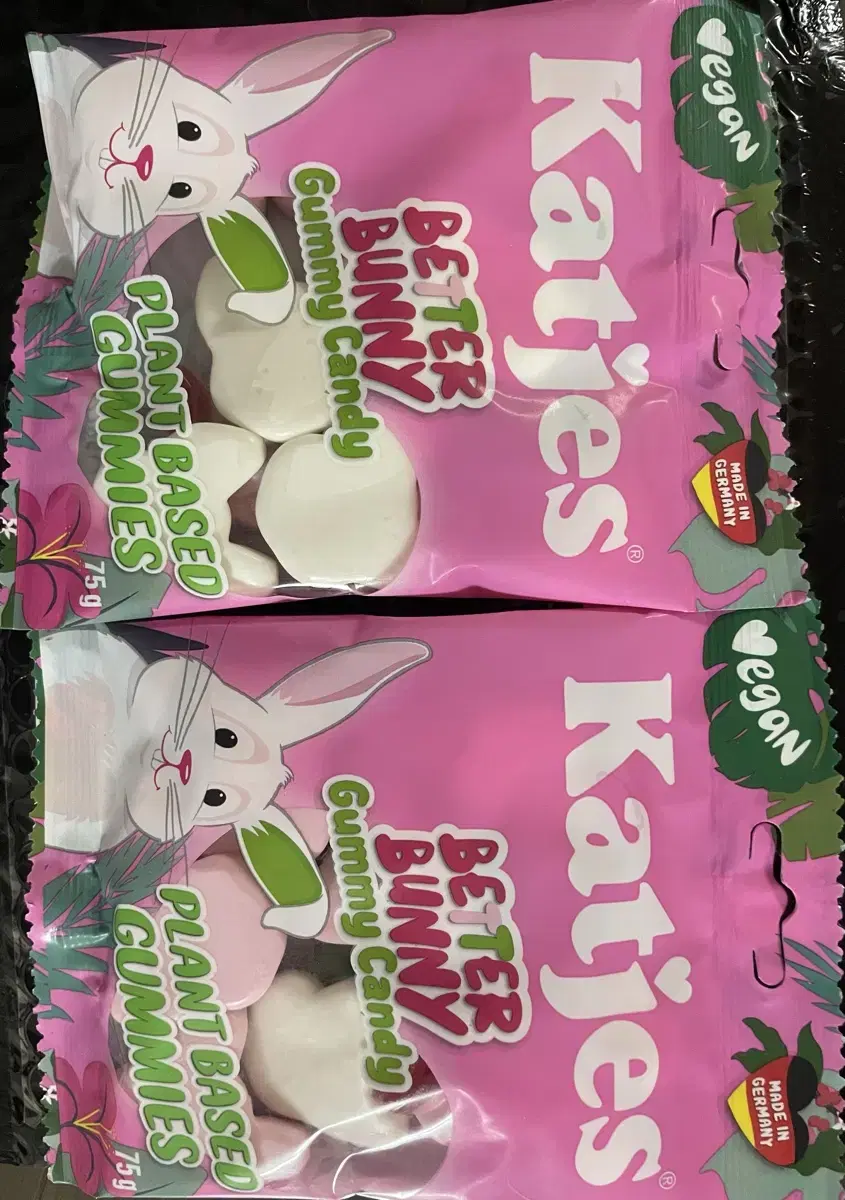 vegan
Katjes®
MADE IN
GERMANY
BETTER
BUNNY
Gummy Candy
PLANT BASED
GUMMIES
75 g
vegan
Katjes®
MADE IN
GERMANY
BETTER
BUNNY
Gummy Candy
PLANT BASED
GUMMIES
75 g